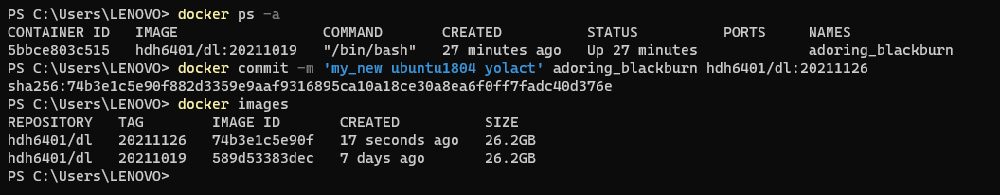 PS C:\Users\LENOVO> docker ps -a
CONTAINER ID   IMAGE                COMMAND       CREATED          STATUS          PORTS     NAMES
5bbce803c515   hdh6401/dl:20211019   "/bin/bash"   27 minutes ago   Up 27 minutes             adoring_blackburn
PS C:\Users\LENOVO> docker commit -m 'my_new ubuntu1804 yolact' adoring_blackburn hdh6401/dl:20211126
sha256:74b3e1c5e90f882d3359e9aaf9316895ca10a18ce30a8ea6f0ff7fadc40d376e
PS C:\Users\LENOVO> docker images
REPOSITORY   TAG        IMAGE ID       CREATED          SIZE
hdh6401/dl   20211126   74b3e1c5e90f   17 seconds ago   26.2GB
hdh6401/dl   20211019   589d53383dec   7 days ago       26.2GB
PS C:\Users\LENOVO>